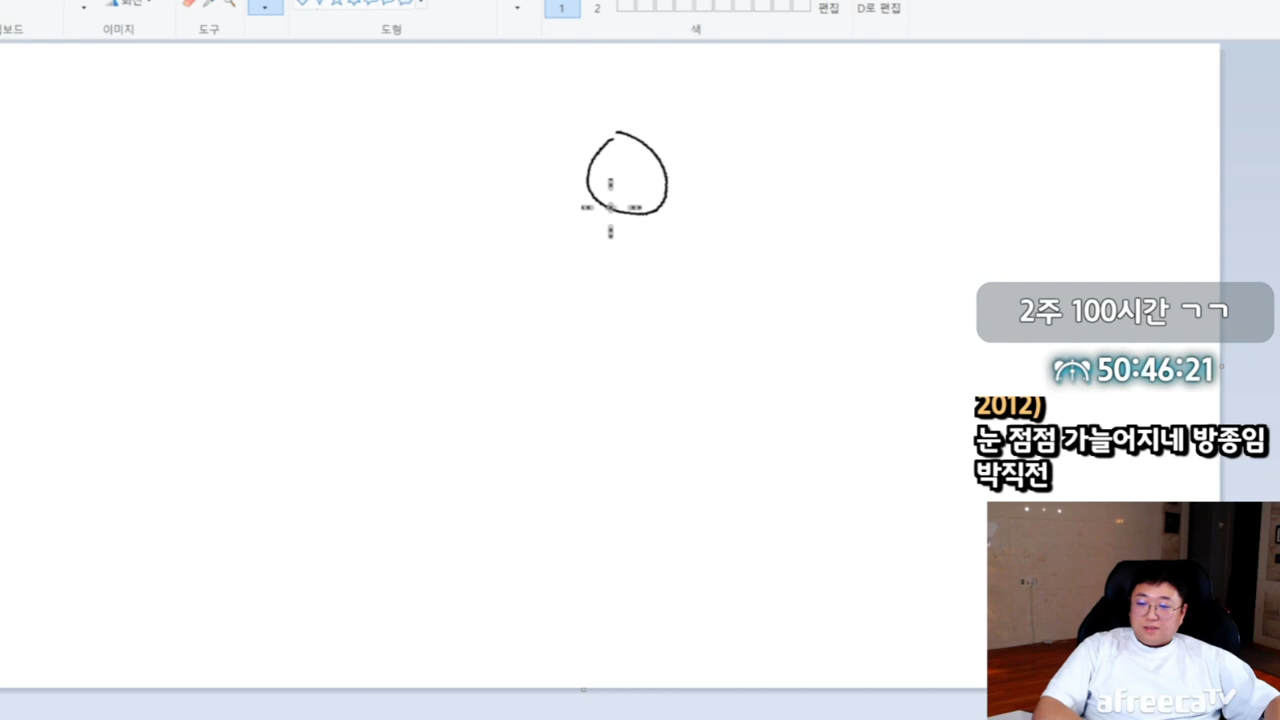 이미지
도구
도형
1
2
편집
D로 편집
색
2주 100시간 ㄱㄱ
50:46:21
2012)
눈 점점 가늘어지네 방종임
박직전
afreecaTV